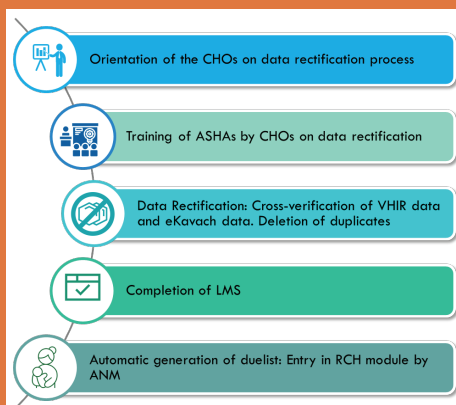 Orientation of the CHOs on data rectification process
Training of ASHAs by CHOs on data rectification
Data Rectification: Cross-verification of VHIR data
and eKavach data. Deletion of duplicates
Completion of LMS
Automatic generation of duelist: Entry in RCH module by
ANM